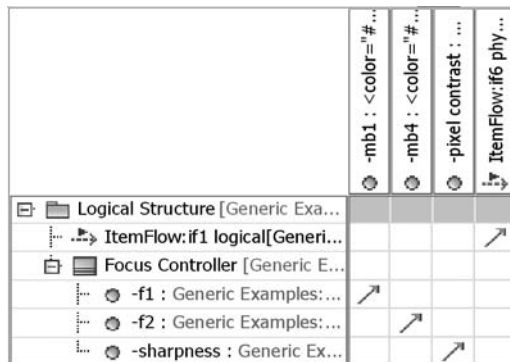 -mb1 : <color="#...
-mb4 : <color="#...
-pixel contrast : ...
ItemFlow:if6 phy...
Logical Structure [Generic Exa...
ItemFlow:if1 logical[Generi...
Focus Controller [Generic E...
-f1 : Generic Examples:...
-f2 : Generic Examples:...
-sharpness : Generic Ex...